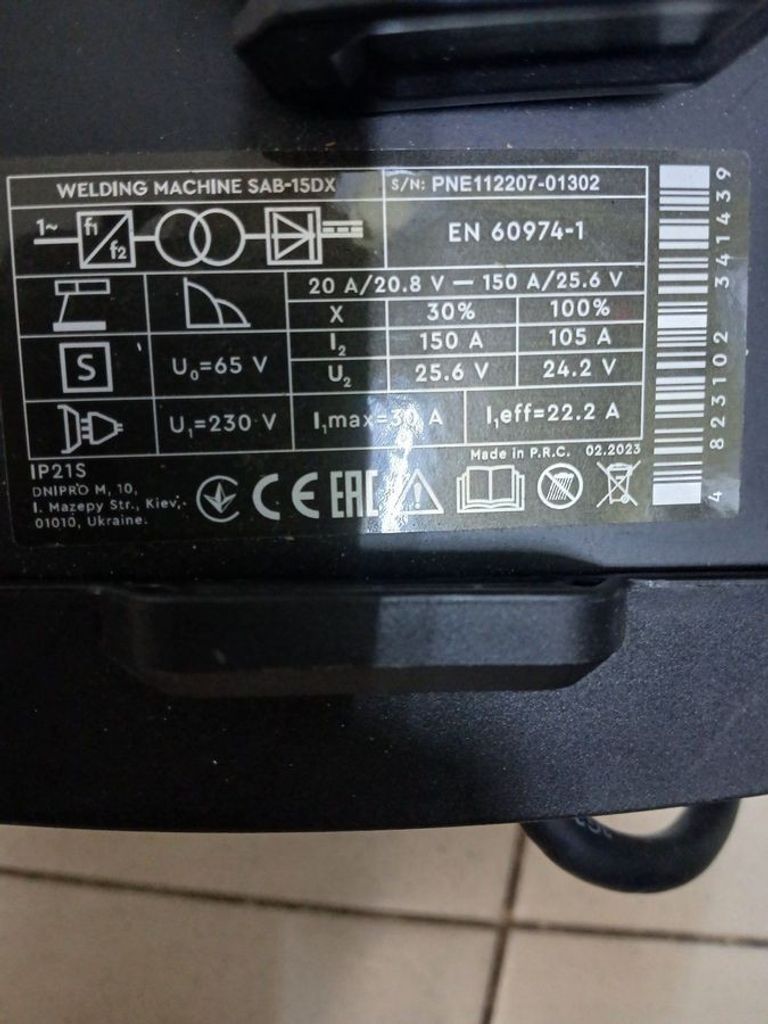 WELDING MACHINE SAB-15DX
S/N: PNE112207-01302
1~ f₁ f₂
EN 60974-1
20 A/20.8 V — 150 A/25.6 V
X 30% 100%
I₂ 150 A 105 A
S U₀=65 V
U₂ 25.6 V 24.2 V
U₁=230 V I₁max=30 A I₁eff=22.2 A
Made in P.R.C. 02.2023
IP21S
DNIPRO M, 10,
I. Mazepy Str., Kiev,
01010, Ukraine.
CE EAC
4 823102 341439